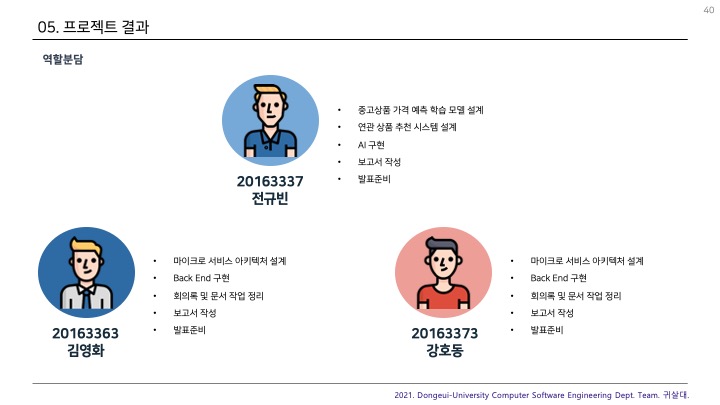 40
05. 프로젝트 결과
역할분담
• 중고상품 가격 예측 학습 모델 설계
• 연관 상품 추천 시스템 설계
• AI 구현
• 보고서 작성
• 발표준비
20163337
전규빈
• 마이크로 서비스 아키텍처 설계
• Back End 구현
• 회의록 및 문서 작업 정리
• 보고서 작성
• 발표준비
20163363
김영화
• 마이크로 서비스 아키텍처 설계
• Back End 구현
• 회의록 및 문서 작업 정리
• 보고서 작성
• 발표준비
20163373
강호동
2021. Dongeui-University Computer Software Engineering Dept. Team. 귀살대.